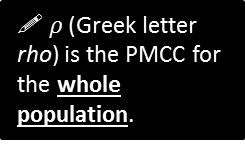 ✏ ρ (Greek letter
rho) is the PMCC for
the whole
population.